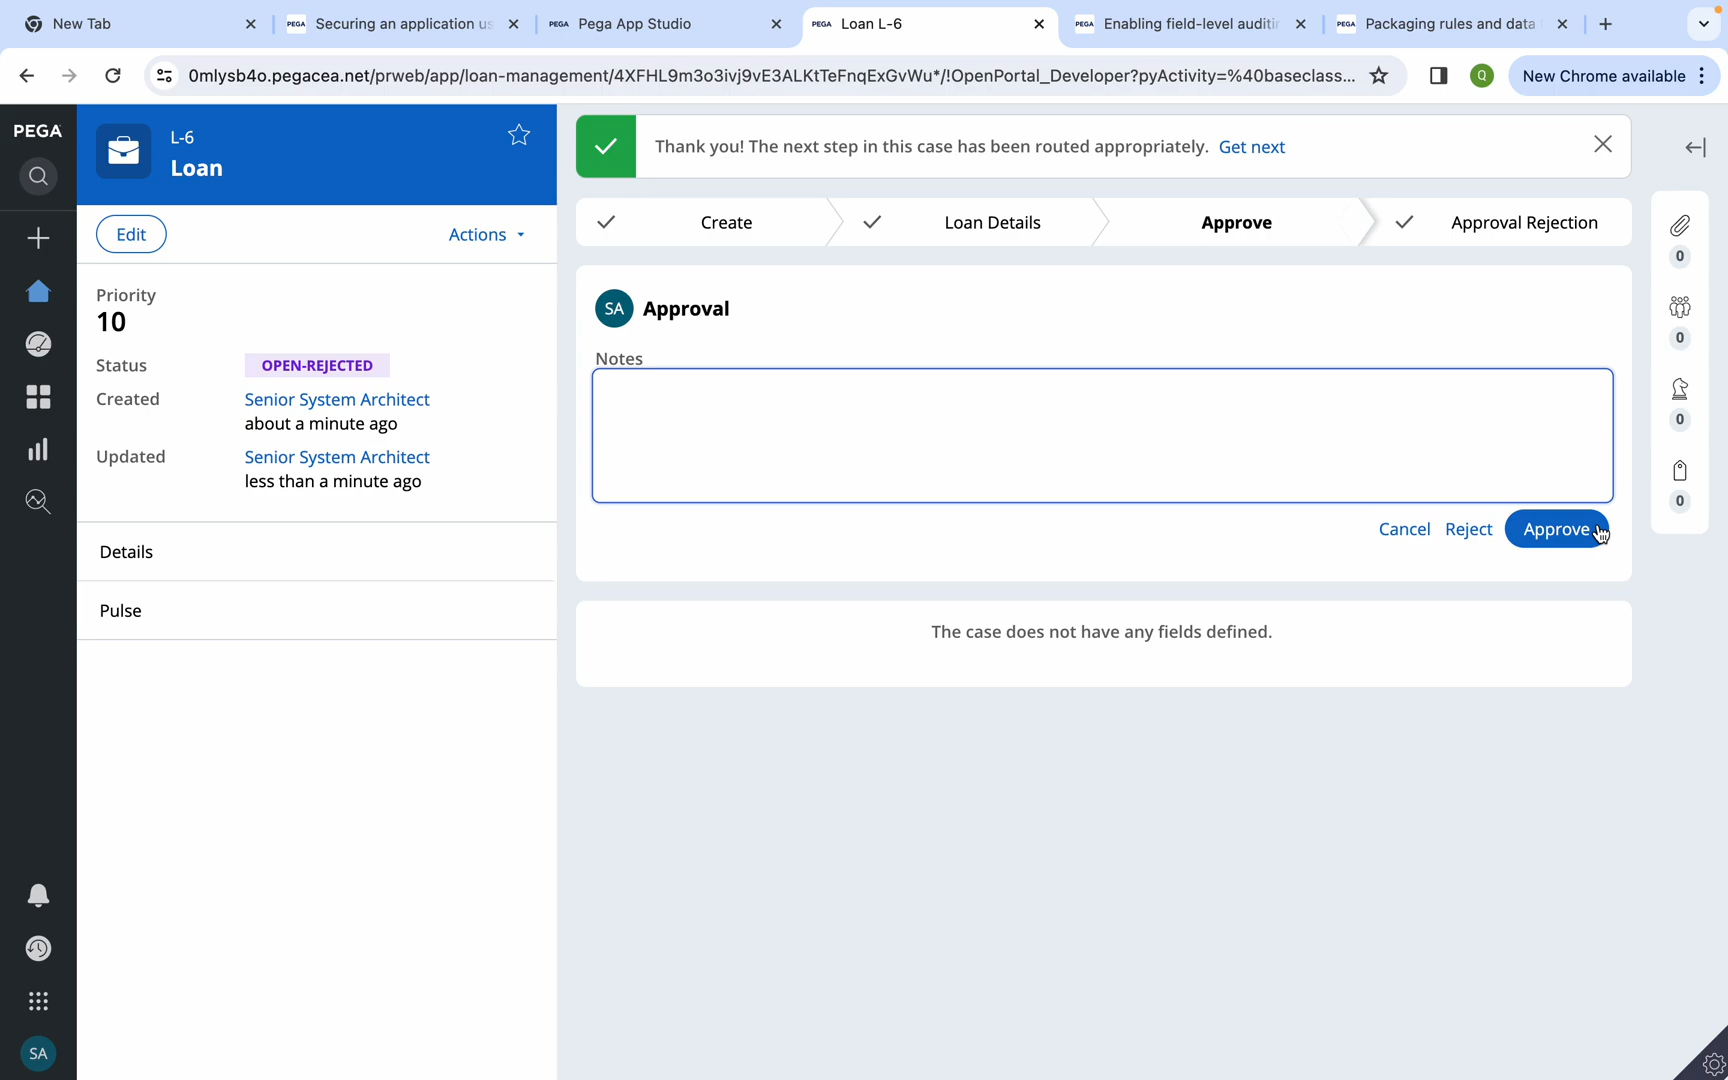 New Tab
Securing an application us
Pega App Studio
Loan L-6
Enabling field-level auditin
Packaging rules and data
0mlysb4o.pegacea.net/prweb/app/loan-management/4XFHL9m3o3ivj9vE3ALKtTeFnqExGvWu*/!OpenPortal_Developer?pyActivity=%40baseclass...
Q
New Chrome available
PEGA
L-6
Loan
Edit
Actions
Priority
10
Status
OPEN-REJECTED
Created
Senior System Architect
about a minute ago
Updated
Senior System Architect
less than a minute ago
Details
Pulse
SA
Thank you! The next step in this case has been routed appropriately. Get next
Create
Loan Details
Approve
Approval Rejection
SA
Approval
Notes
Cancel
Reject
Approve
The case does not have any fields defined.
0
0
0
0